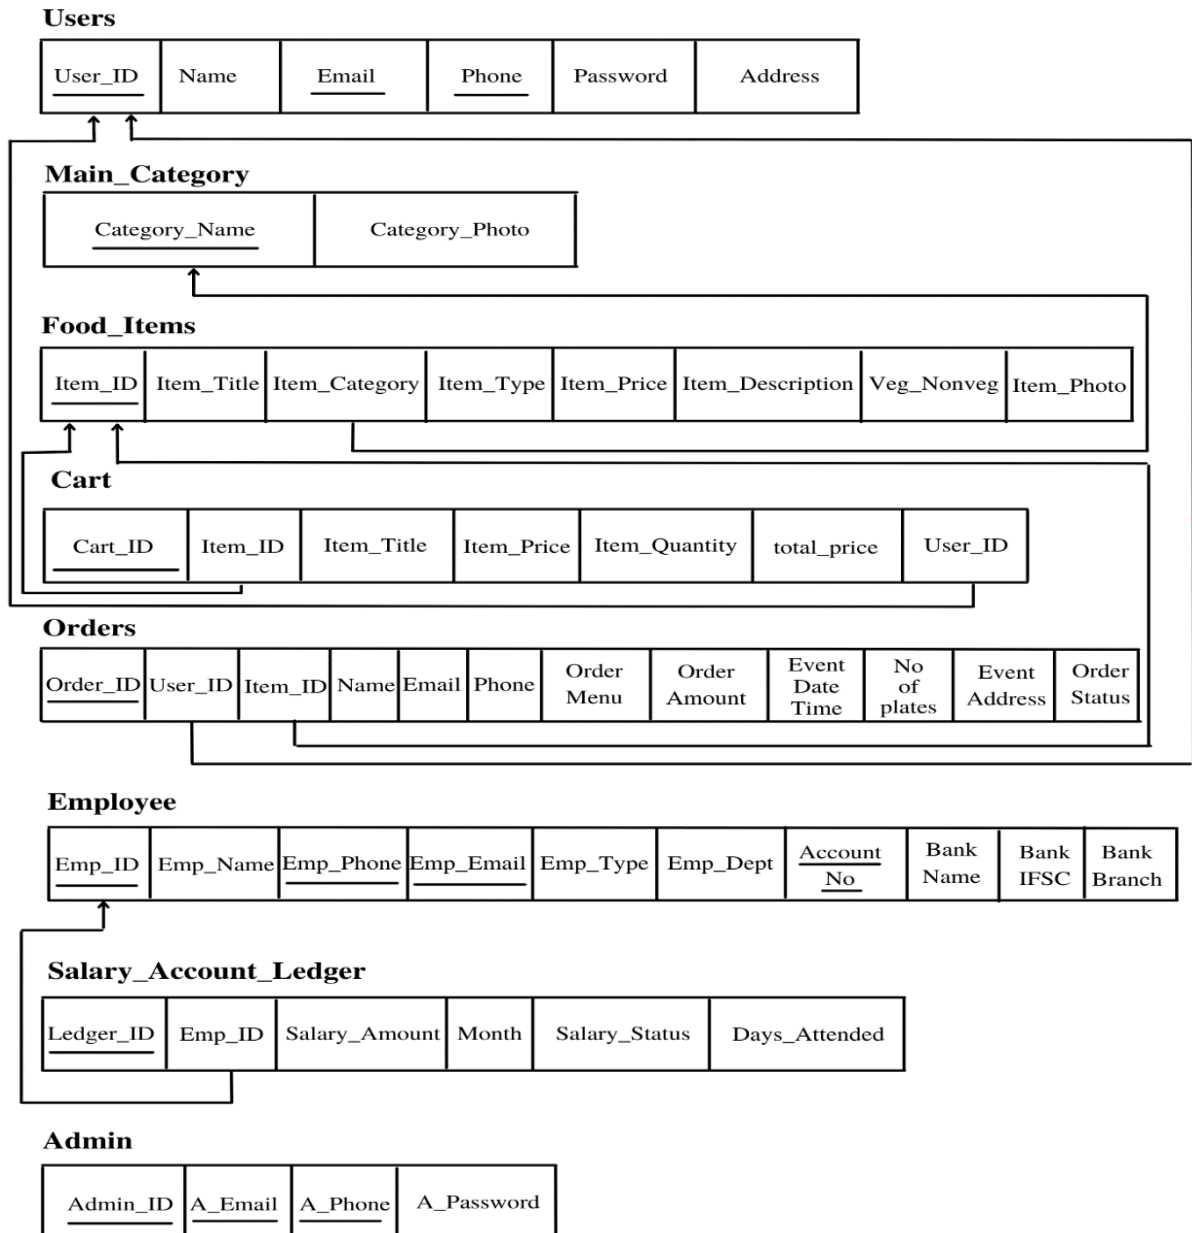 Users
User_ID Name Email Phone Password Address
Main_Category
Category_Name Category_Photo
Food_Items
Item_ID Item_Title Item_Category Item_Type Item_Price Item_Description Veg_Nonveg Item_Photo
Cart
Cart_ID Item_ID Item_Title Item_Price Item_Quantity total_price User_ID
Orders
Order_ID User_ID Item_ID Name Email Phone Order Menu Order Amount Event Date Time No of plates Event Address Order Status
Employee
Emp_ID Emp_Name Emp_Phone Emp_Email Emp_Type Emp_Dept Account No Bank Name Bank IFSC Bank Branch
Salary_Account_Ledger
Ledger_ID Emp_ID Salary_Amount Month Salary_Status Days_Attended
Admin
Admin_ID A_Email A_Phone A_Password